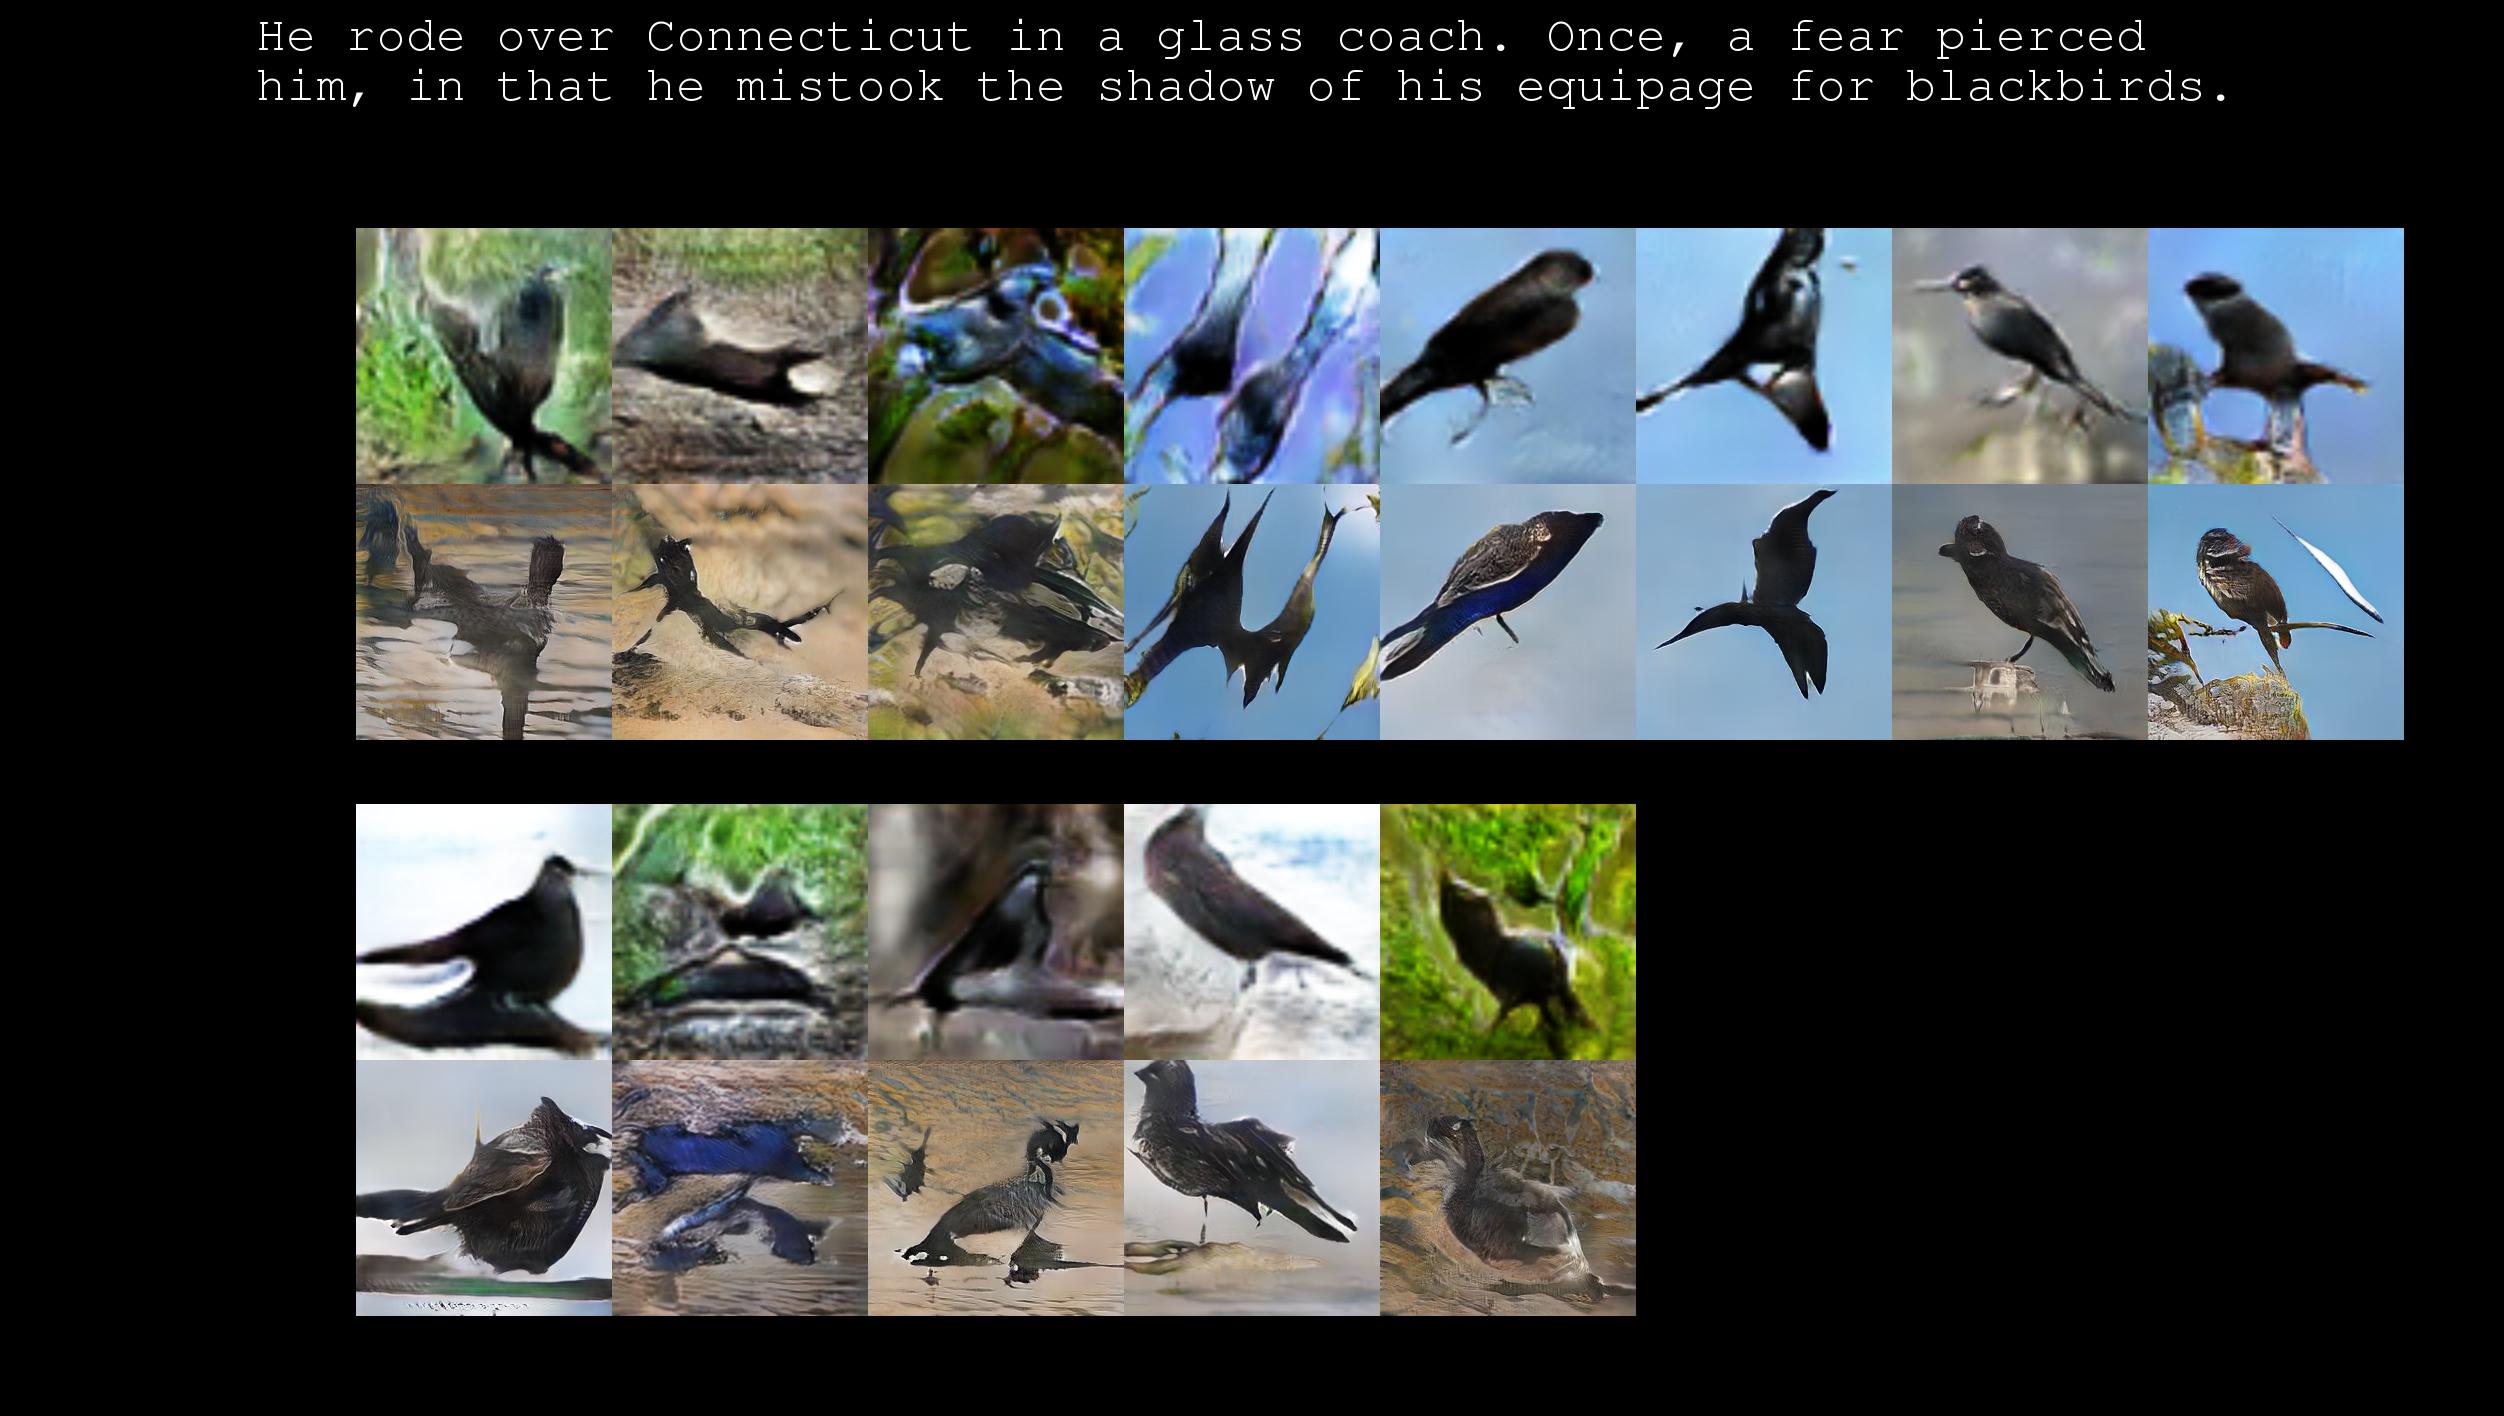 He rode over Connecticut in a glass coach. Once, a fear pierced
him, in that he mistook the shadow of his equipage for blackbirds.